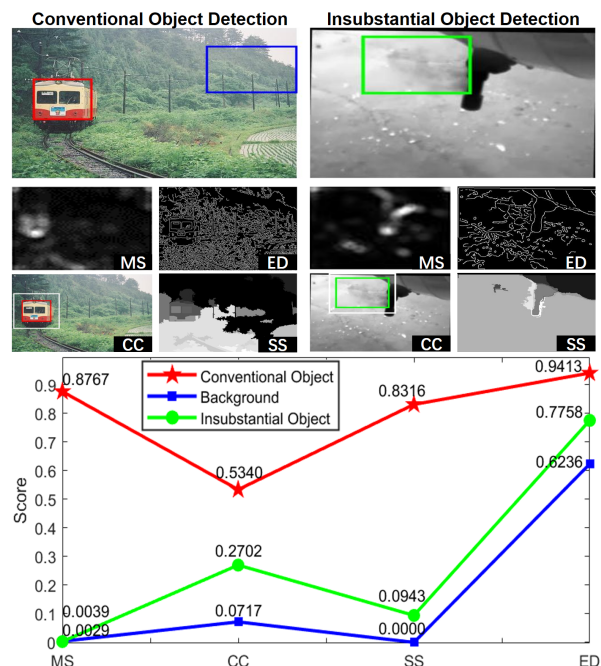 Conventional Object Detection
Insubstantial Object Detection
MS
ED
MS
ED
CC
SS
CC
SS
Conventional Object
Background
Insubstantial Object
Score
0.9
0.8
0.7
0.6
0.5
0.4
0.3
0.2
0.1
0
0.8767
0.5340
0.8316
0.9413
0.7758
0.6236
0.2702
0.0943
0.0717
0.0039
0.0029
0.0000
MS
CC
SS
ED